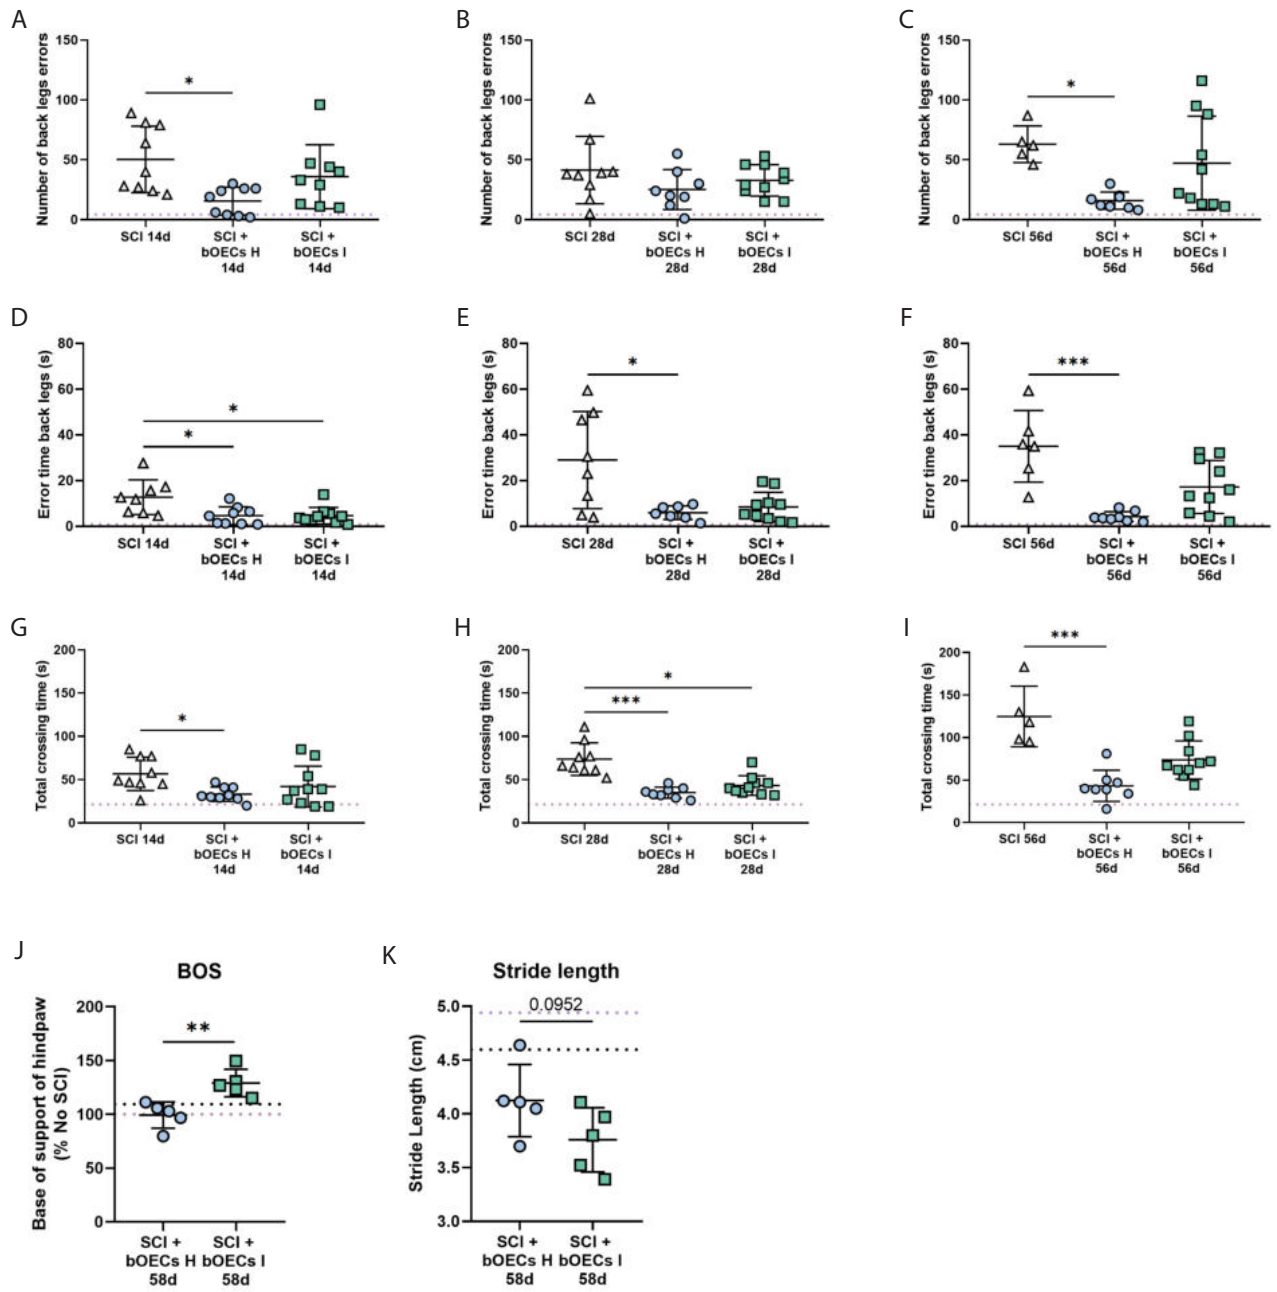 A
Number of back legs errors
150
100
50
0
*
SCI 14d
SCI +
bOECs H
14d
SCI +
bOECs I
14d
B
Number of back legs errors
150
100
50
0
SCI 28d
SCI +
bOECs H
28d
SCI +
bOECs I
28d
C
Number of back legs errors
150
100
50
0
*
SCI 56d
SCI +
bOECs H
56d
SCI +
bOECs I
56d
D
Error time back legs (s)
80
60
40
20
0
*
*
SCI 14d
SCI +
bOECs H
14d
SCI +
bOECs I
14d
E
Error time back legs (s)
80
60
40
20
0
*
SCI 28d
SCI +
bOECs H
28d
SCI +
bOECs I
28d
F
Error time back legs (s)
80
60
40
20
0
***
SCI 56d
SCI +
bOECs H
56d
SCI +
bOECs I
56d
G
Total crossing time (s)
200
150
100
50
0
*
SCI 14d
SCI +
bOECs H
14d
SCI +
bOECs I
14d
H
Total crossing time (s)
200
150
100
50
0
*
***
SCI 28d
SCI +
bOECs H
28d
SCI +
bOECs I
28d
I
Total crossing time (s)
200
150
100
50
0
***
SCI 56d
SCI +
bOECs H
56d
SCI +
bOECs I
56d
J
BOS
Base of support of hindpaw
(% No SCI)
200
150
100
50
0
**
SCI +
bOECs H
58d
SCI +
bOECs I
58d
K
Stride length
Stride Length (cm)
5.0
4.5
4.0
3.5
3.0
0.0952
SCI +
bOECs H
58d
SCI +
bOECs I
58d